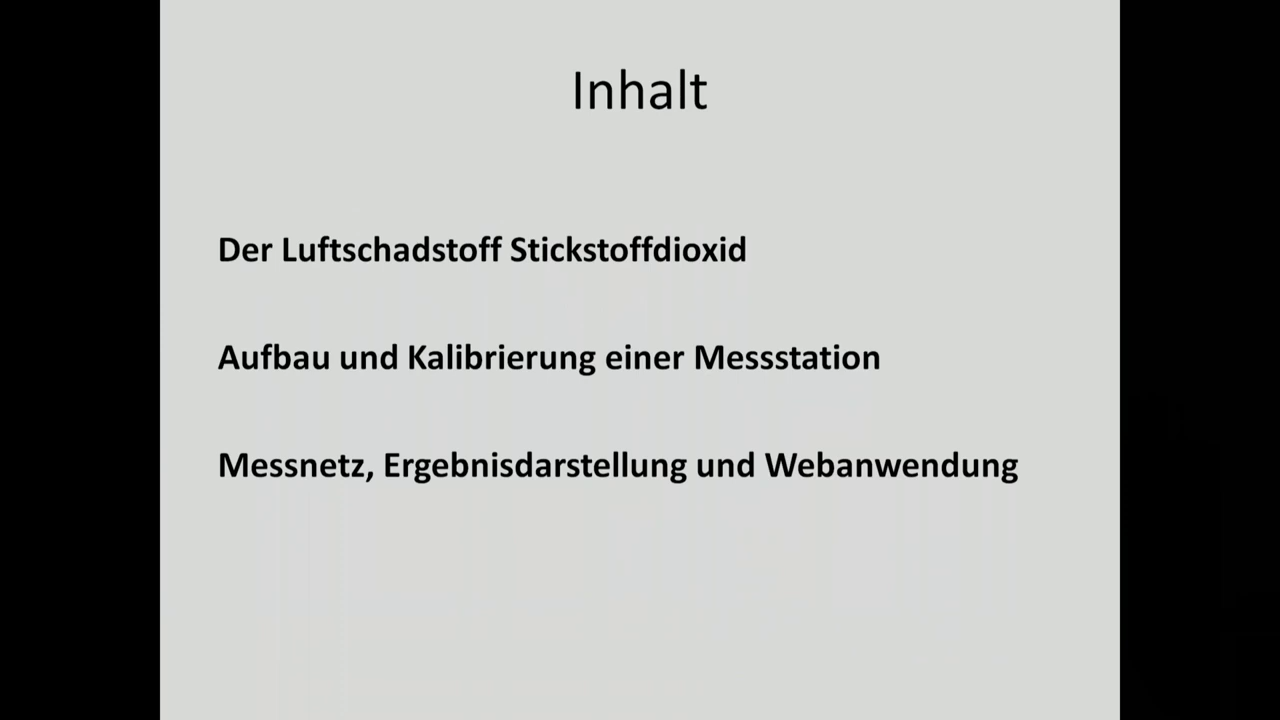 Inhalt
Der Luftschadstoff Stickstoffdioxid
Aufbau und Kalibrierung einer Messstation
Messnetz, Ergebnisdarstellung und Webanwendung